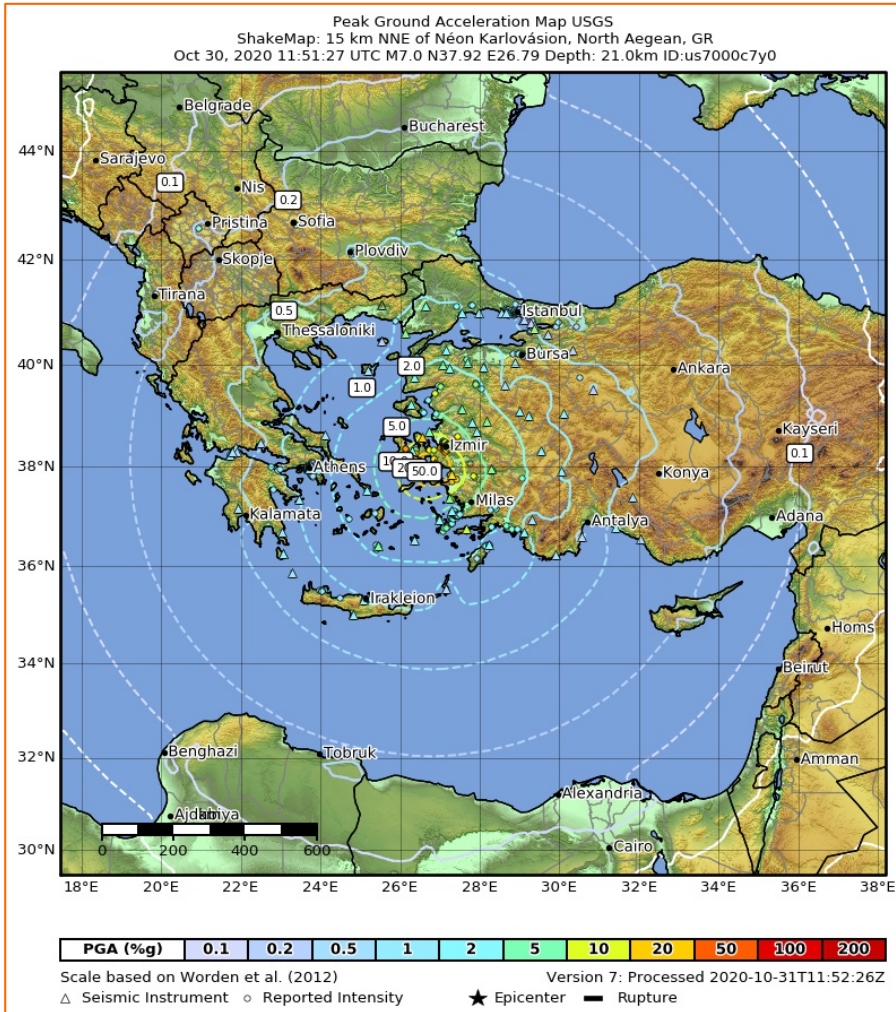 Peak Ground Acceleration Map USGS
ShakeMap: 15 km NNE of Néon Karlovásion, North Aegean, GR
Oct 30, 2020 11:51:27 UTC M7.0 N37.92 E26.79 Depth: 21.0km ID:us7000c7y0
Belgrade
Bucharest
44°N
Sarajevo
0.1
Nis
0.2
Pristina
Sofia
42°N
Skopje
Plovdiv
Tirana
0.5
Istanbul
Thessaloniki
Bursa
40°N
2.0
Ankara
1.0
5.0
Kayseri
Izmir
0.1
38°N
Athens
50.0
Konya
Milas
Kalamata
Antalya
Adana
36°N
Irakleion
Homs
34°N
Beirut
32°N
Benghazi
Tobruk
Amman
Alexandria
km
0 200 400 600
30°N
Cairo
18°E 20°E 22°E 24°E 26°E 28°E 30°E 32°E 34°E 36°E 38°E
PGA (%g) 0.1 0.2 0.5 1 2 5 10 20 50 100 200
Scale based on Worden et al. (2012) Version 7: Processed 2020-10-31T11:52:26Z
△ Seismic Instrument ○ Reported Intensity ★ Epicenter ▬ Rupture